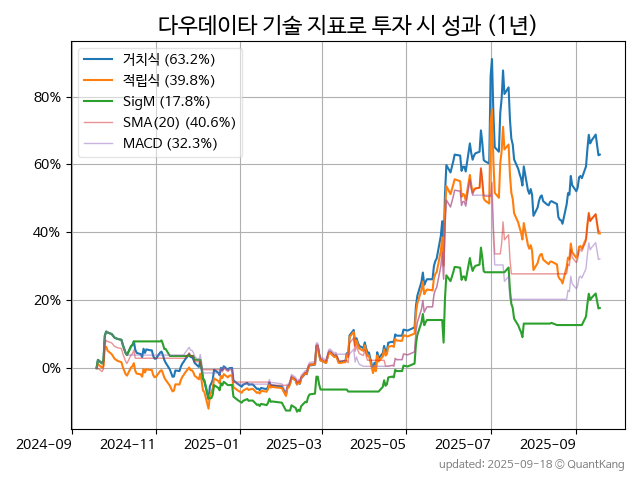 다우데이타 기술 지표로 투자 시 성과 (1년)
거치식 (63.2%)
적립식 (39.8%)
SigM (17.8%)
SMA(20) (40.6%)
MACD (32.3%)
80%
60%
40%
20%
0%
2024-09 2024-11 2025-01 2025-03 2025-05 2025-07 2025-09
updated: 2025-09-18 © QuantKang